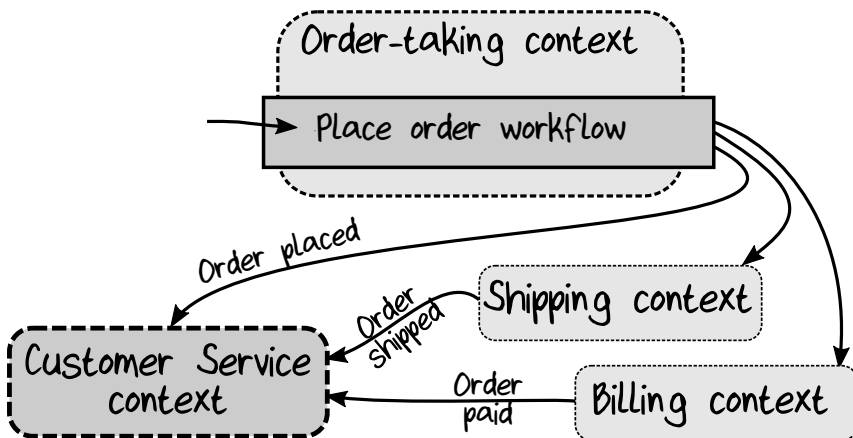 Order-taking context
Place order workflow
Order placed
Order
shipped
Shipping context
Customer Service
context
Order
paid
Billing context